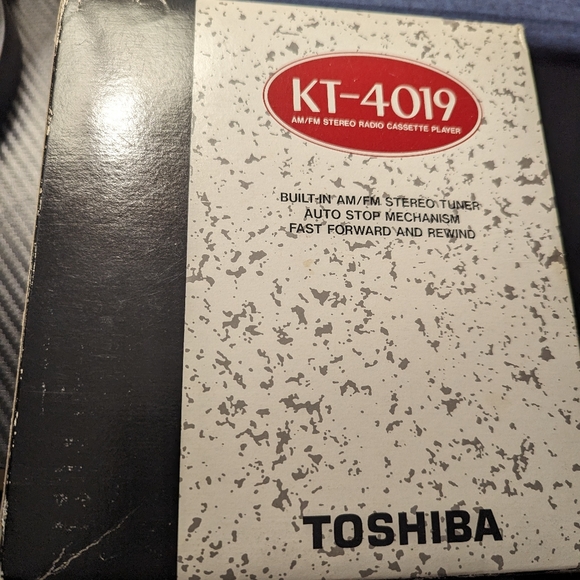 KT-4019
AM/FM STEREO RADIO CASSETTE PLAYER
BUILT-IN AM/FM STEREO TUNER
AUTO STOP MECHANISM
FAST FORWARD AND REWIND
TOSHIBA